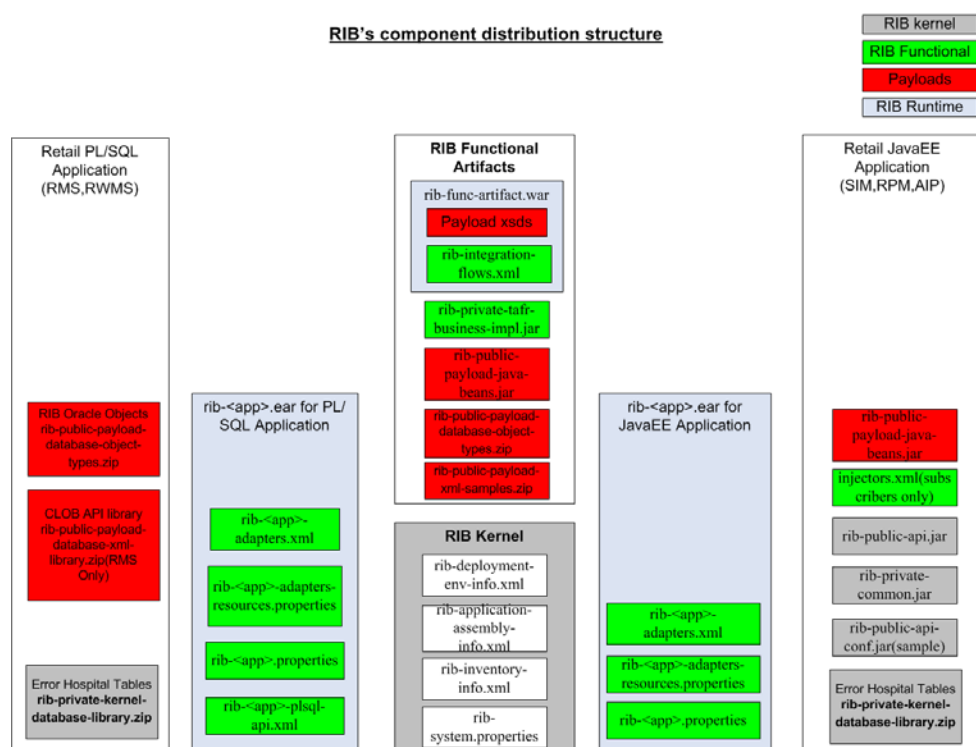 RIB's component distribution structure
RIB kernel
RIB Functional
Payloads
RIB Runtime
Retail PL/SQL
Application
(RMS,RWMS)
RIB Oracle Objects
rib-public-payload-
database-object-
types.zip
CLOB API library
rib-public-payload-
database-xml-
library.zip(RMS
Only)
Error Hospital Tables
rib-private-kernel-
database-library.zip
rib-<app>.ear for PL/
SQL Application
rib-<app>-
adapters.xml
rib-<app>-adapters-
resources.properties
rib-<app>.properties
rib-<app>-plsql-
api.xml
RIB Functional
Artifacts
rib-func-artifact.war
Payload xsds
rib-integration-
flows.xml
rib-private-tafr-
business-impl.jar
rib-public-
payload-java-
beans.jar
rib-public-payload-
database-object-
types.zip
rib-public-payload-
xml-samples.zip
RIB Kernel
rib-deployment-
env-info.xml
rib-application-
assembly-
info.xml
rib-inventory-
info.xml
rib-
system.properties
rib-<app>.ear for
JavaEE Application
rib-<app>-
adapters.xml
rib-<app>-adapters-
resources.properties
rib-<app>.properties
Retail JavaEE
Application
(SIM,RPM,AIP)
rib-public-
payload-java-
beans.jar
injectors.xml(subs
cribers only)
rib-public-api.jar
rib-private-
common.jar
rib-public-api-
conf.jar(sample)
Error Hospital Tables
rib-private-kernel-
database-library.zip